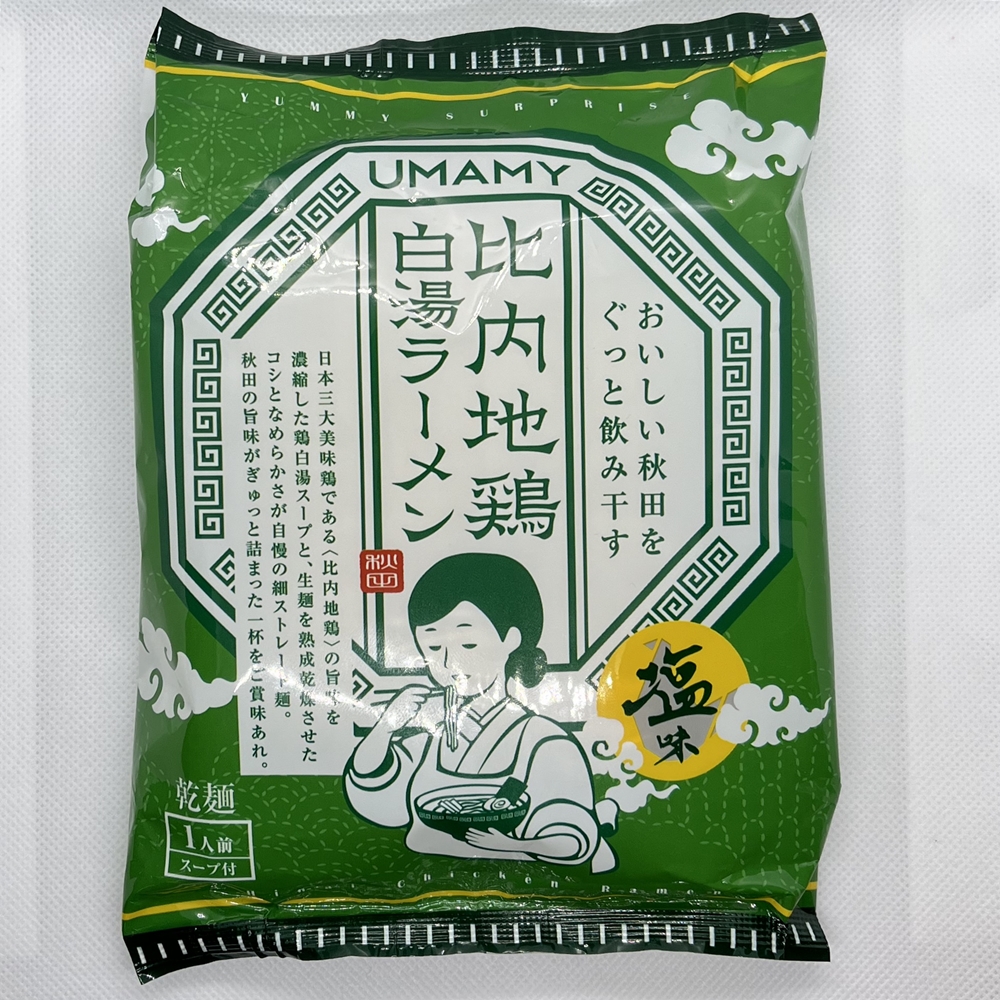 YUMMY SURPRISE
UMAMY
比内地鶏
白湯ラーメン
おいしい秋田を
ぐっと飲み干す
日本三大美味鶏である〈比内地鶏〉の旨味を
濃縮した鶏白湯スープと、生麺を熟成乾燥させた
コシとなめらかさが自慢の細ストレート麺。
秋田の旨味がぎゅっと詰まった一杯をご賞味あれ。
秋田
塩味
乾麺
1人前
スープ付
Hinai Chicken Ramen